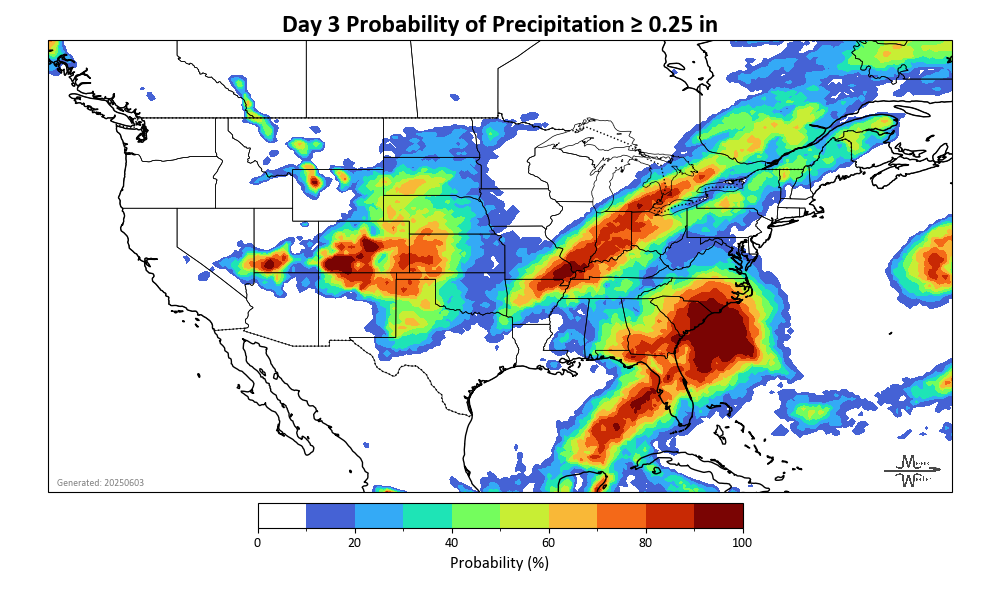 Day 3 Probability of Precipitation ≥ 0.25 in
Generated: 20250603
0 20 40 60 80 100
Probability (%)